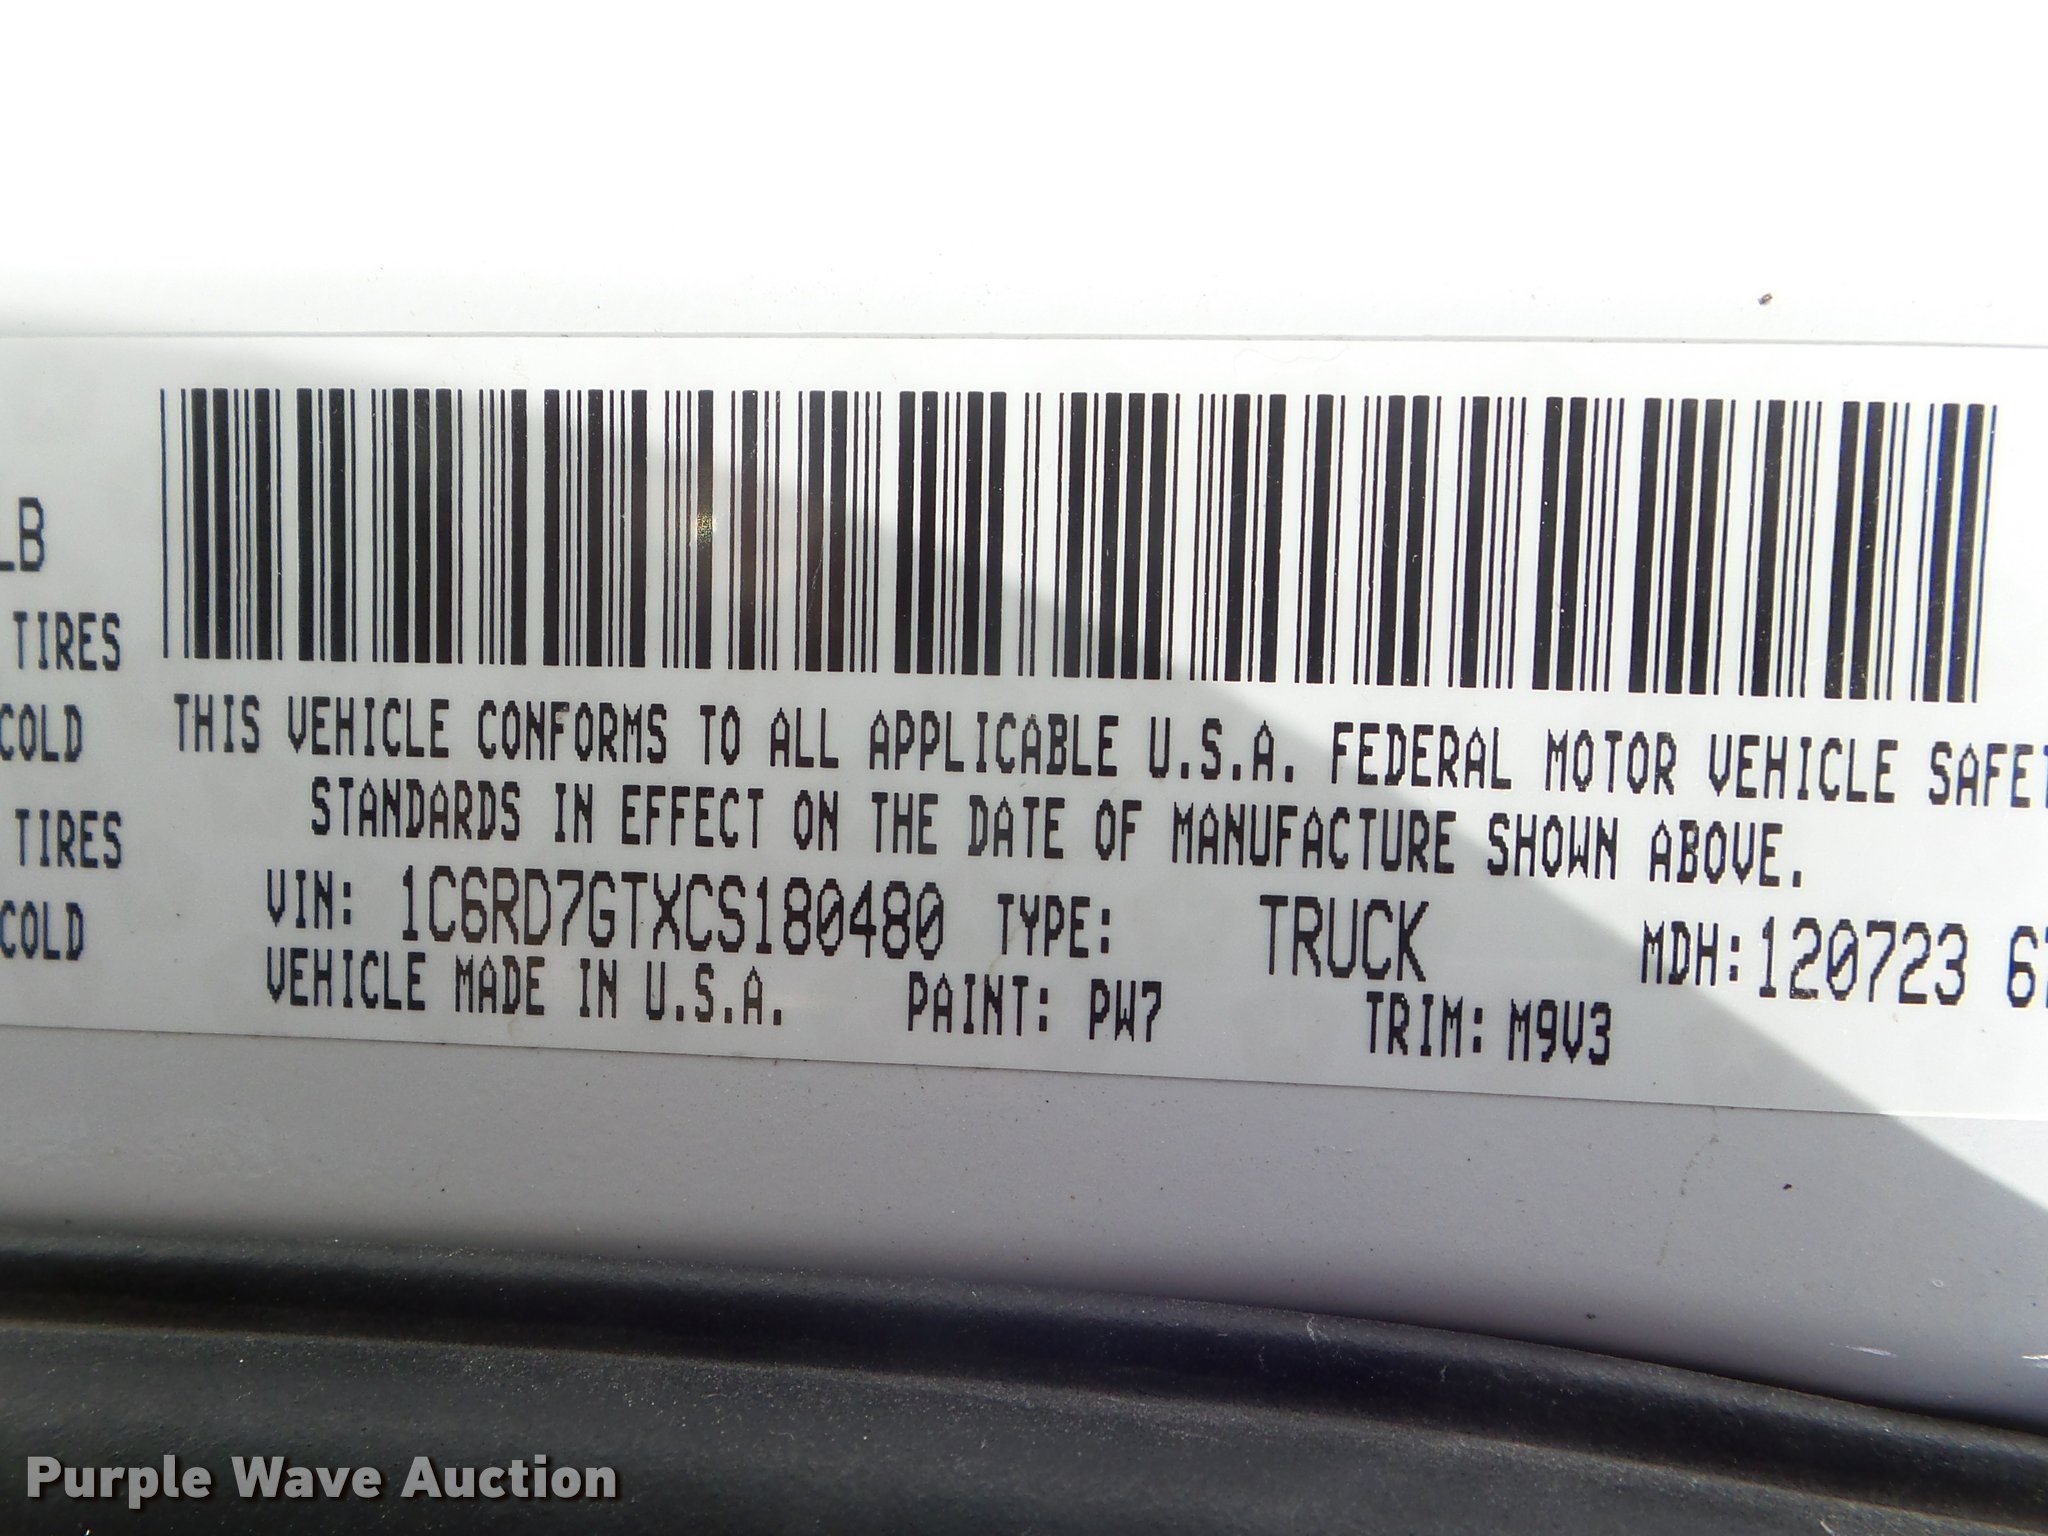 LB
TIRES
COLD
TIRES
COLD
THIS VEHICLE CONFORMS TO ALL APPLICABLE U.S.A. FEDERAL MOTOR VEHICLE SAFET
STANDARDS IN EFFECT ON THE DATE OF MANUFACTURE SHOWN ABOVE.
VIN: 1C6RD7GTXCS180480 TYPE: TRUCK MDH:120723 67
VEHICLE MADE IN U.S.A. PAINT: PW7 TRIM: M9V3
Purple Wave Auction